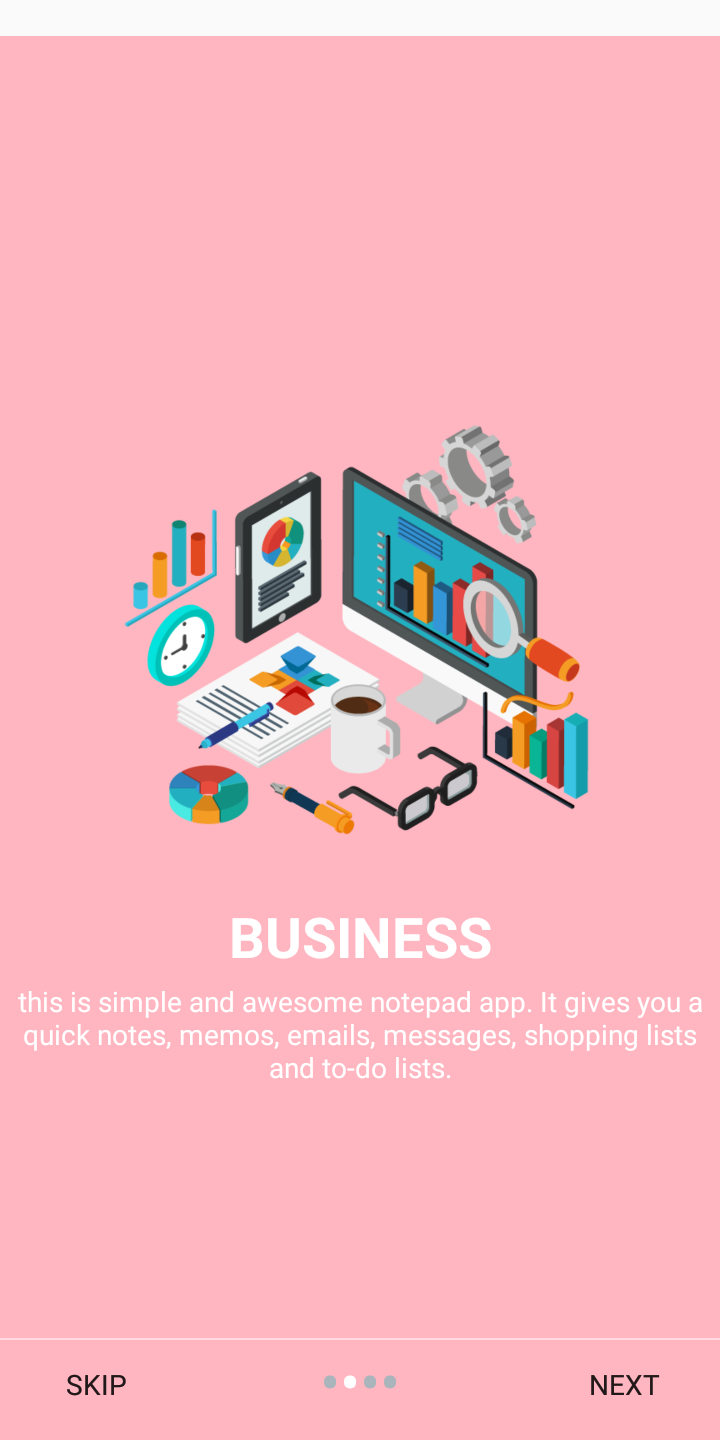 BUSINESS
this is simple and awesome notepad app. It gives you a
quick notes, memos, emails, messages, shopping lists
and to-do lists.
SKIP
NEXT